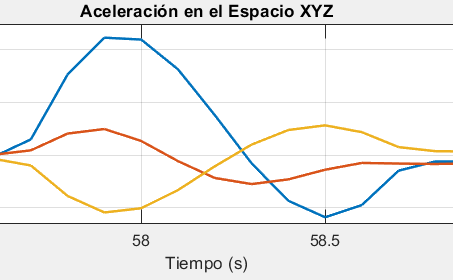 Aceleración en el Espacio XYZ
58
58.5
Tiempo (s)